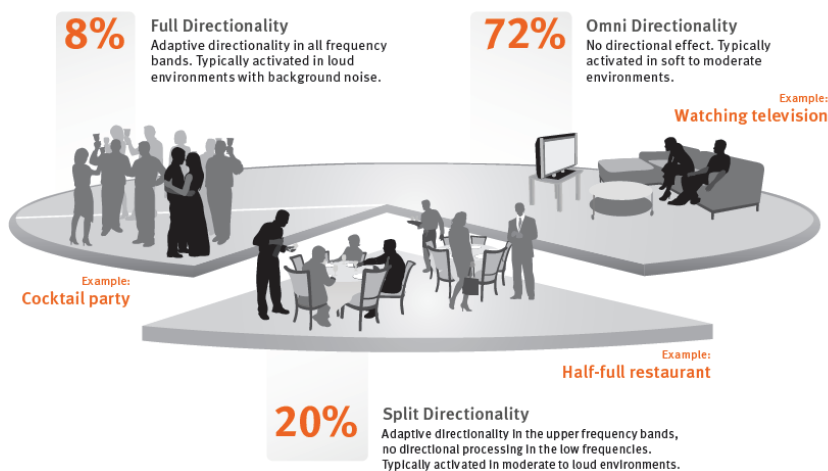 8%
Full Directionality
Adaptive directionality in all frequency
bands. Typically activated in loud
environments with background noise.
72%
Omni Directionality
No directional effect. Typically
activated in soft to moderate
environments.
Example:
Watching television
Example:
Cocktail party
Example:
Half-full restaurant
20%
Split Directionality
Adaptive directionality in the upper frequency bands,
no directional processing in the low frequencies.
Typically activated in moderate to loud environments.